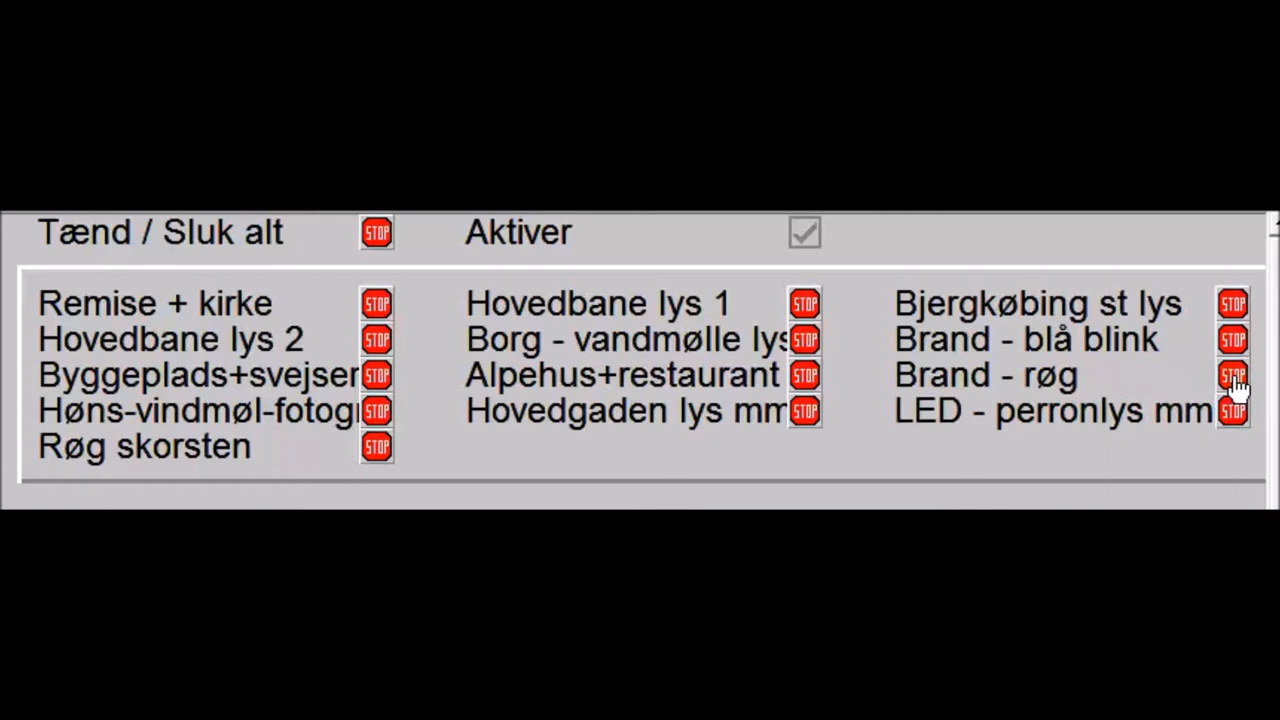 Tænd / Sluk alt STOP Aktiver
Remise + kirke STOP Hovedbane lys 1 STOP Bjergkøbing st lys STOP
Hovedbane lys 2 STOP Borg - vandmølle lys STOP Brand - blå blink STOP
Byggeplads+svejser STOP Alpehus+restaurant STOP Brand - røg STOP
Høns-vindmøl-fotogr STOP Hovedgaden lys mm STOP LED - perronlys mm STOP
Røg skorsten STOP